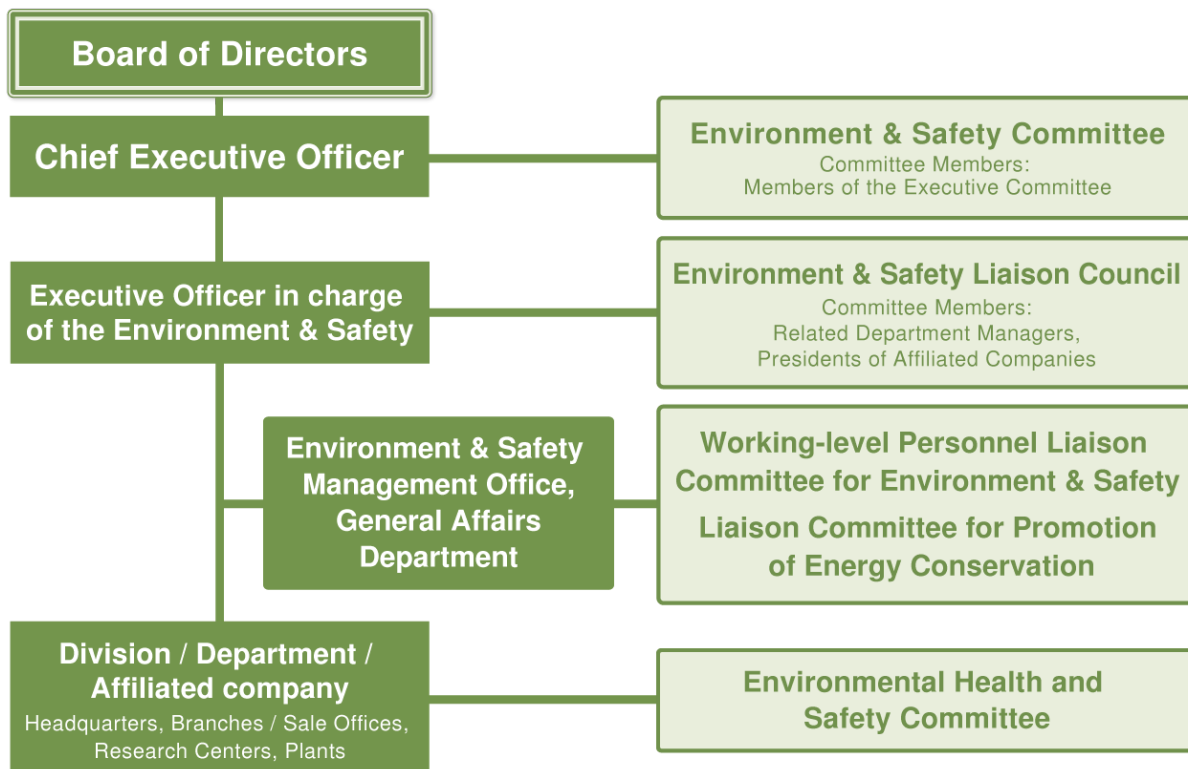 Board of Directors
Chief Executive Officer
Environment & Safety Committee
Committee Members:
Members of the Executive Committee
Executive Officer in charge
of the Environment & Safety
Environment & Safety Liaison Council
Committee Members:
Related Department Managers,
Presidents of Affiliated Companies
Environment & Safety
Management Office,
General Affairs
Department
Working-level Personnel Liaison
Committee for Environment & Safety
Liaison Committee for Promotion
of Energy Conservation
Division / Department /
Affiliated company
Headquarters, Branches / Sale Offices,
Research Centers, Plants
Environmental Health and
Safety Committee